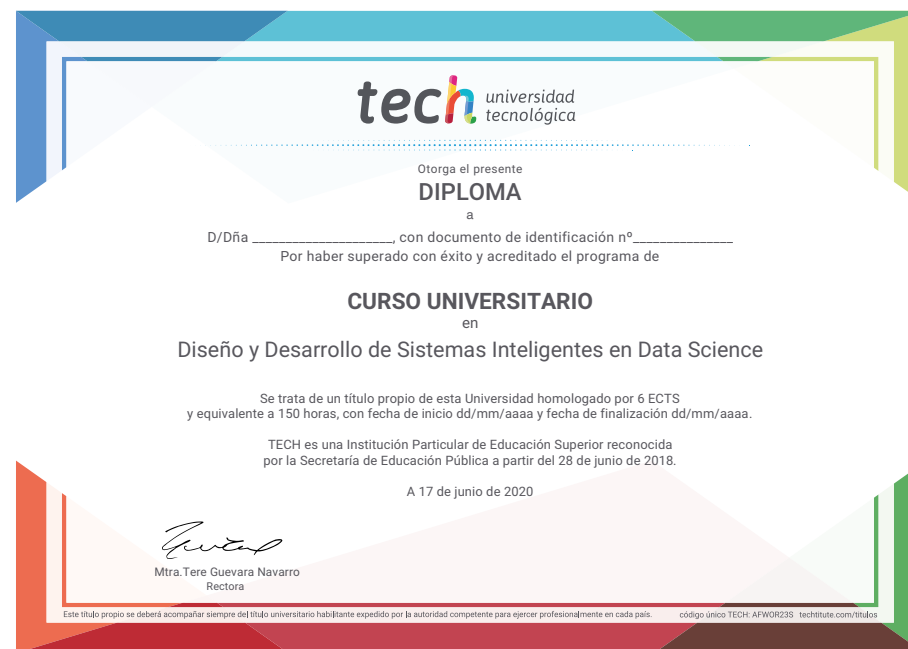 tech universidad
tecnológica
Otorga el presente
DIPLOMA
a
D/Dña ______________________, con documento de identificación nº________________
Por haber superado con éxito y acreditado el programa de
CURSO UNIVERSITARIO
en
Diseño y Desarrollo de Sistemas Inteligentes en Data Science
Se trata de un título propio de esta Universidad homologado por 6 ECTS
y equivalente a 150 horas, con fecha de inicio dd/mm/aaaa y fecha de finalización dd/mm/aaaa.
TECH es una Institución Particular de Educación Superior reconocida
por la Secretaría de Educación Pública a partir del 28 de junio de 2018.
A 17 de junio de 2020
Mtra.Tere Guevara Navarro
Rectora
Este título propio se deberá acompañar siempre del título universitario habilitante expedido por la autoridad competente para ejercer profesionalmente en cada país. código único TECH: AFWOR23S techtitute.com/titulos